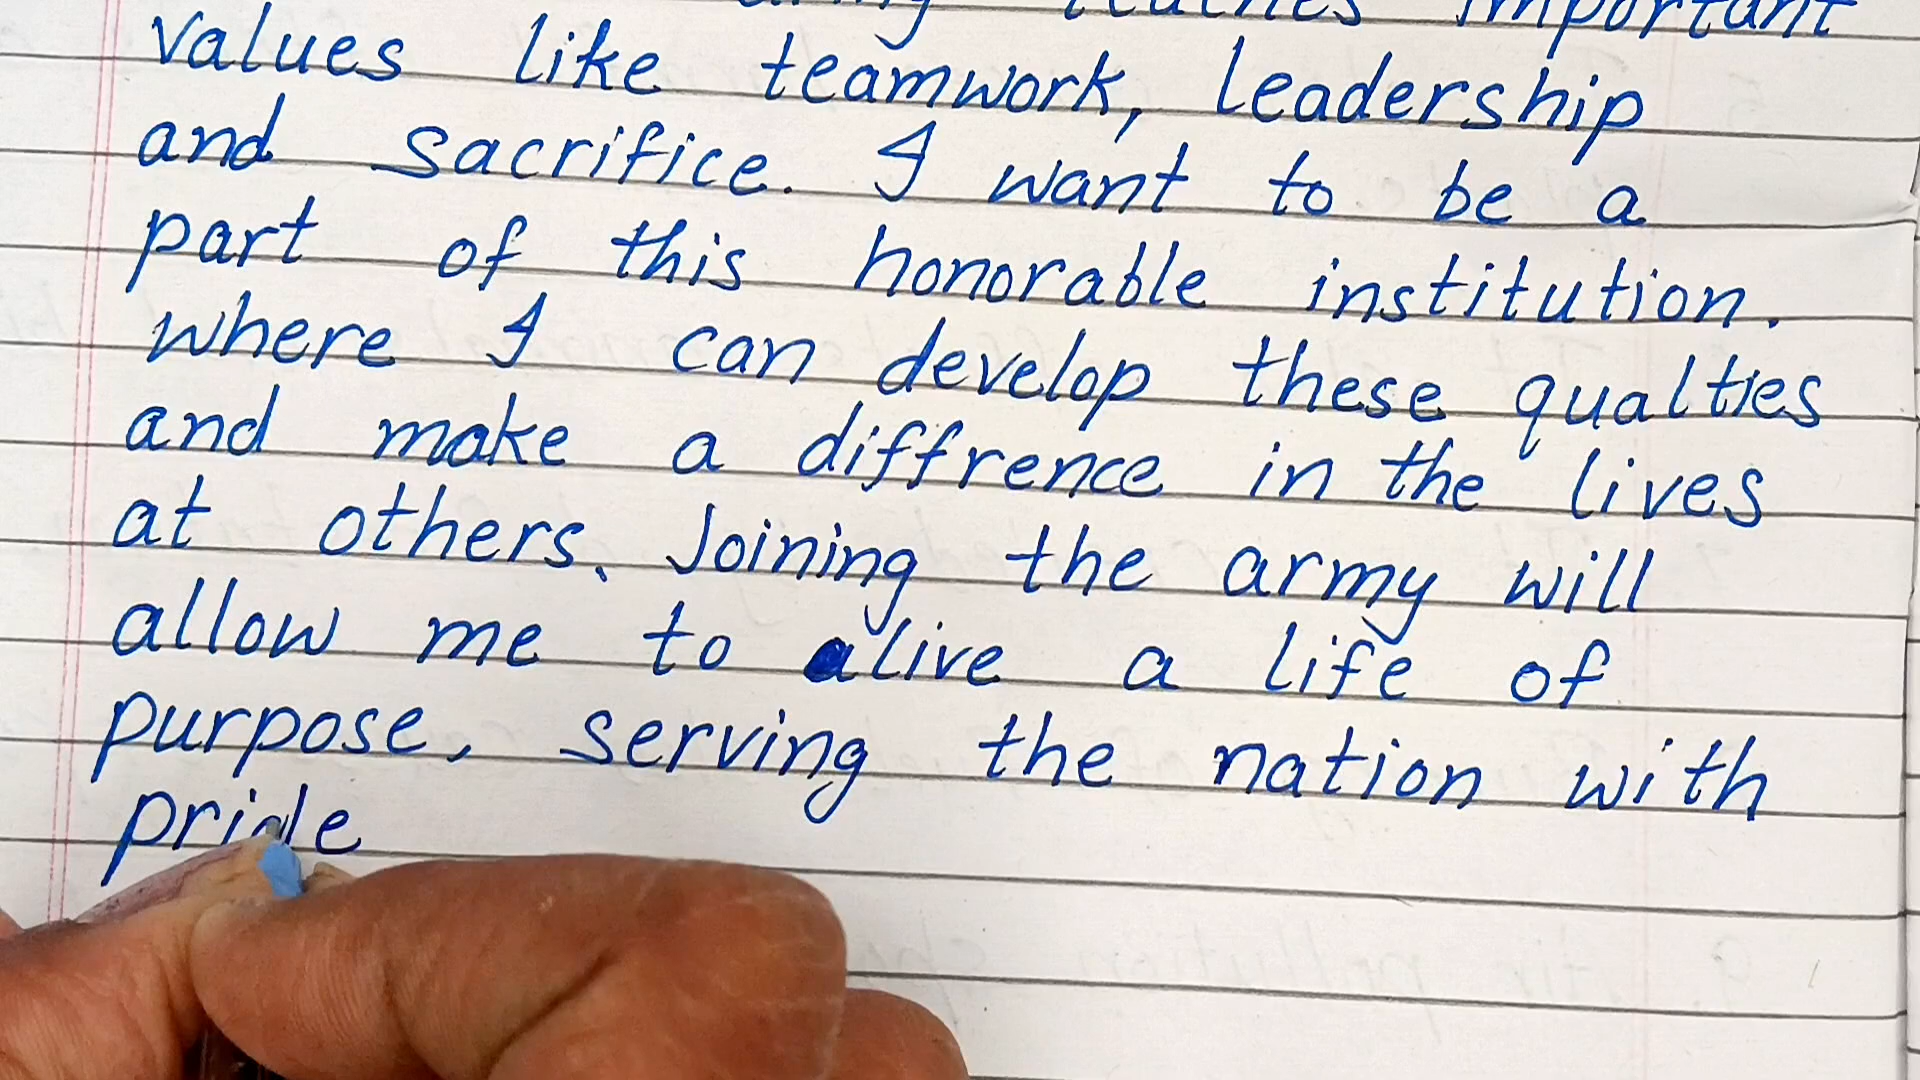 teaches important
values like teamwork, leadership
and sacrifice. I want to be a
part of this honorable institution.
where I can develop these qualties
and make a diffrence in the lives
at others. Joining the army will
allow me to alive a life of
purpose, serving the nation with
pride